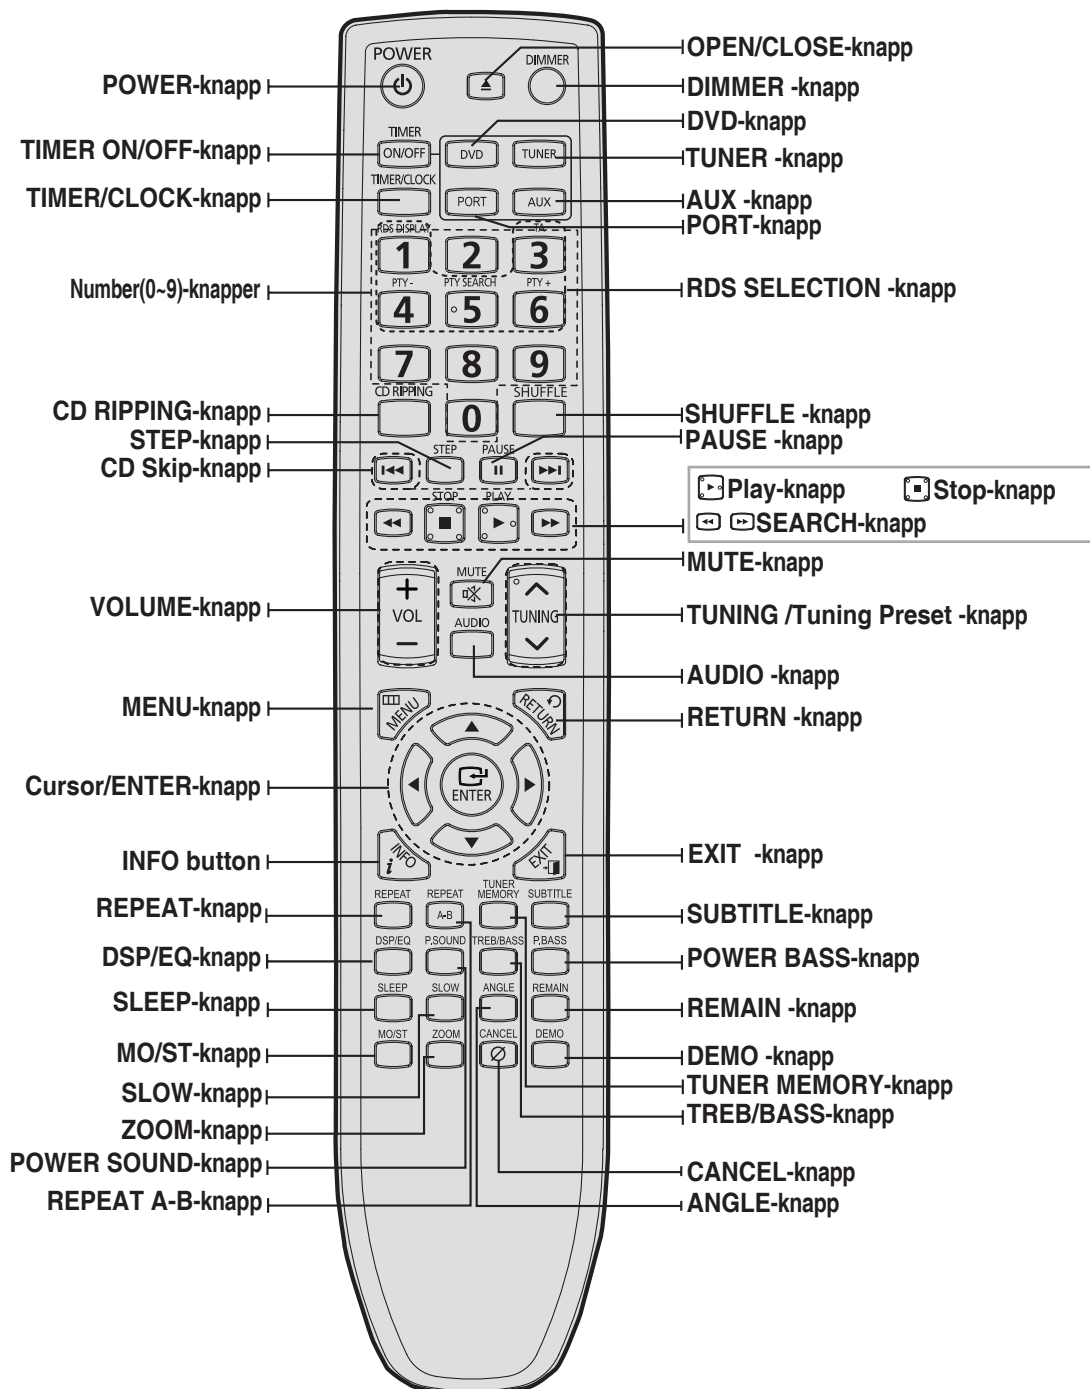 POWER
DIMMER
TIMER
ON/OFF
DVD
TUNER
TIMER/CLOCK
PORT
AUX
RDS DISPLAY
TA
1
2
3
PTY -
PTY SEARCH
PTY +
4
5
6
7
8
9
CD RIPPING
SHUFFLE
0
STEP
PAUSE
STOP
PLAY
MUTE
VOL
TUNING
AUDIO
MENU
RETURN
ENTER
INFO
EXIT
REPEAT
REPEAT
A-B
TUNER
MEMORY
SUBTITLE
DSP/EQ
P.SOUND
TREB/BASS
P.BASS
SLEEP
SLOW
ANGLE
REMAIN
MO/ST
ZOOM
CANCEL
DEMO
POWER-knapp
TIMER ON/OFF-knapp
TIMER/CLOCK-knapp
Number(0~9)-knapper
CD RIPPING-knapp
STEP-knapp
CD Skip-knapp
VOLUME-knapp
MENU-knapp
Cursor/ENTER-knapp
INFO button
REPEAT-knapp
DSP/EQ-knapp
SLEEP-knapp
MO/ST-knapp
SLOW-knapp
ZOOM-knapp
POWER SOUND-knapp
REPEAT A-B-knapp
OPEN/CLOSE-knapp
DIMMER -knapp
DVD-knapp
TUNER -knapp
AUX -knapp
PORT-knapp
RDS SELECTION -knapp
SHUFFLE -knapp
PAUSE -knapp
Play-knapp Stop-knapp
SEARCH-knapp
MUTE-knapp
TUNING /Tuning Preset -knapp
AUDIO -knapp
RETURN -knapp
EXIT -knapp
SUBTITLE-knapp
POWER BASS-knapp
REMAIN -knapp
DEMO -knapp
TUNER MEMORY-knapp
TREB/BASS-knapp
CANCEL-knapp
ANGLE-knapp